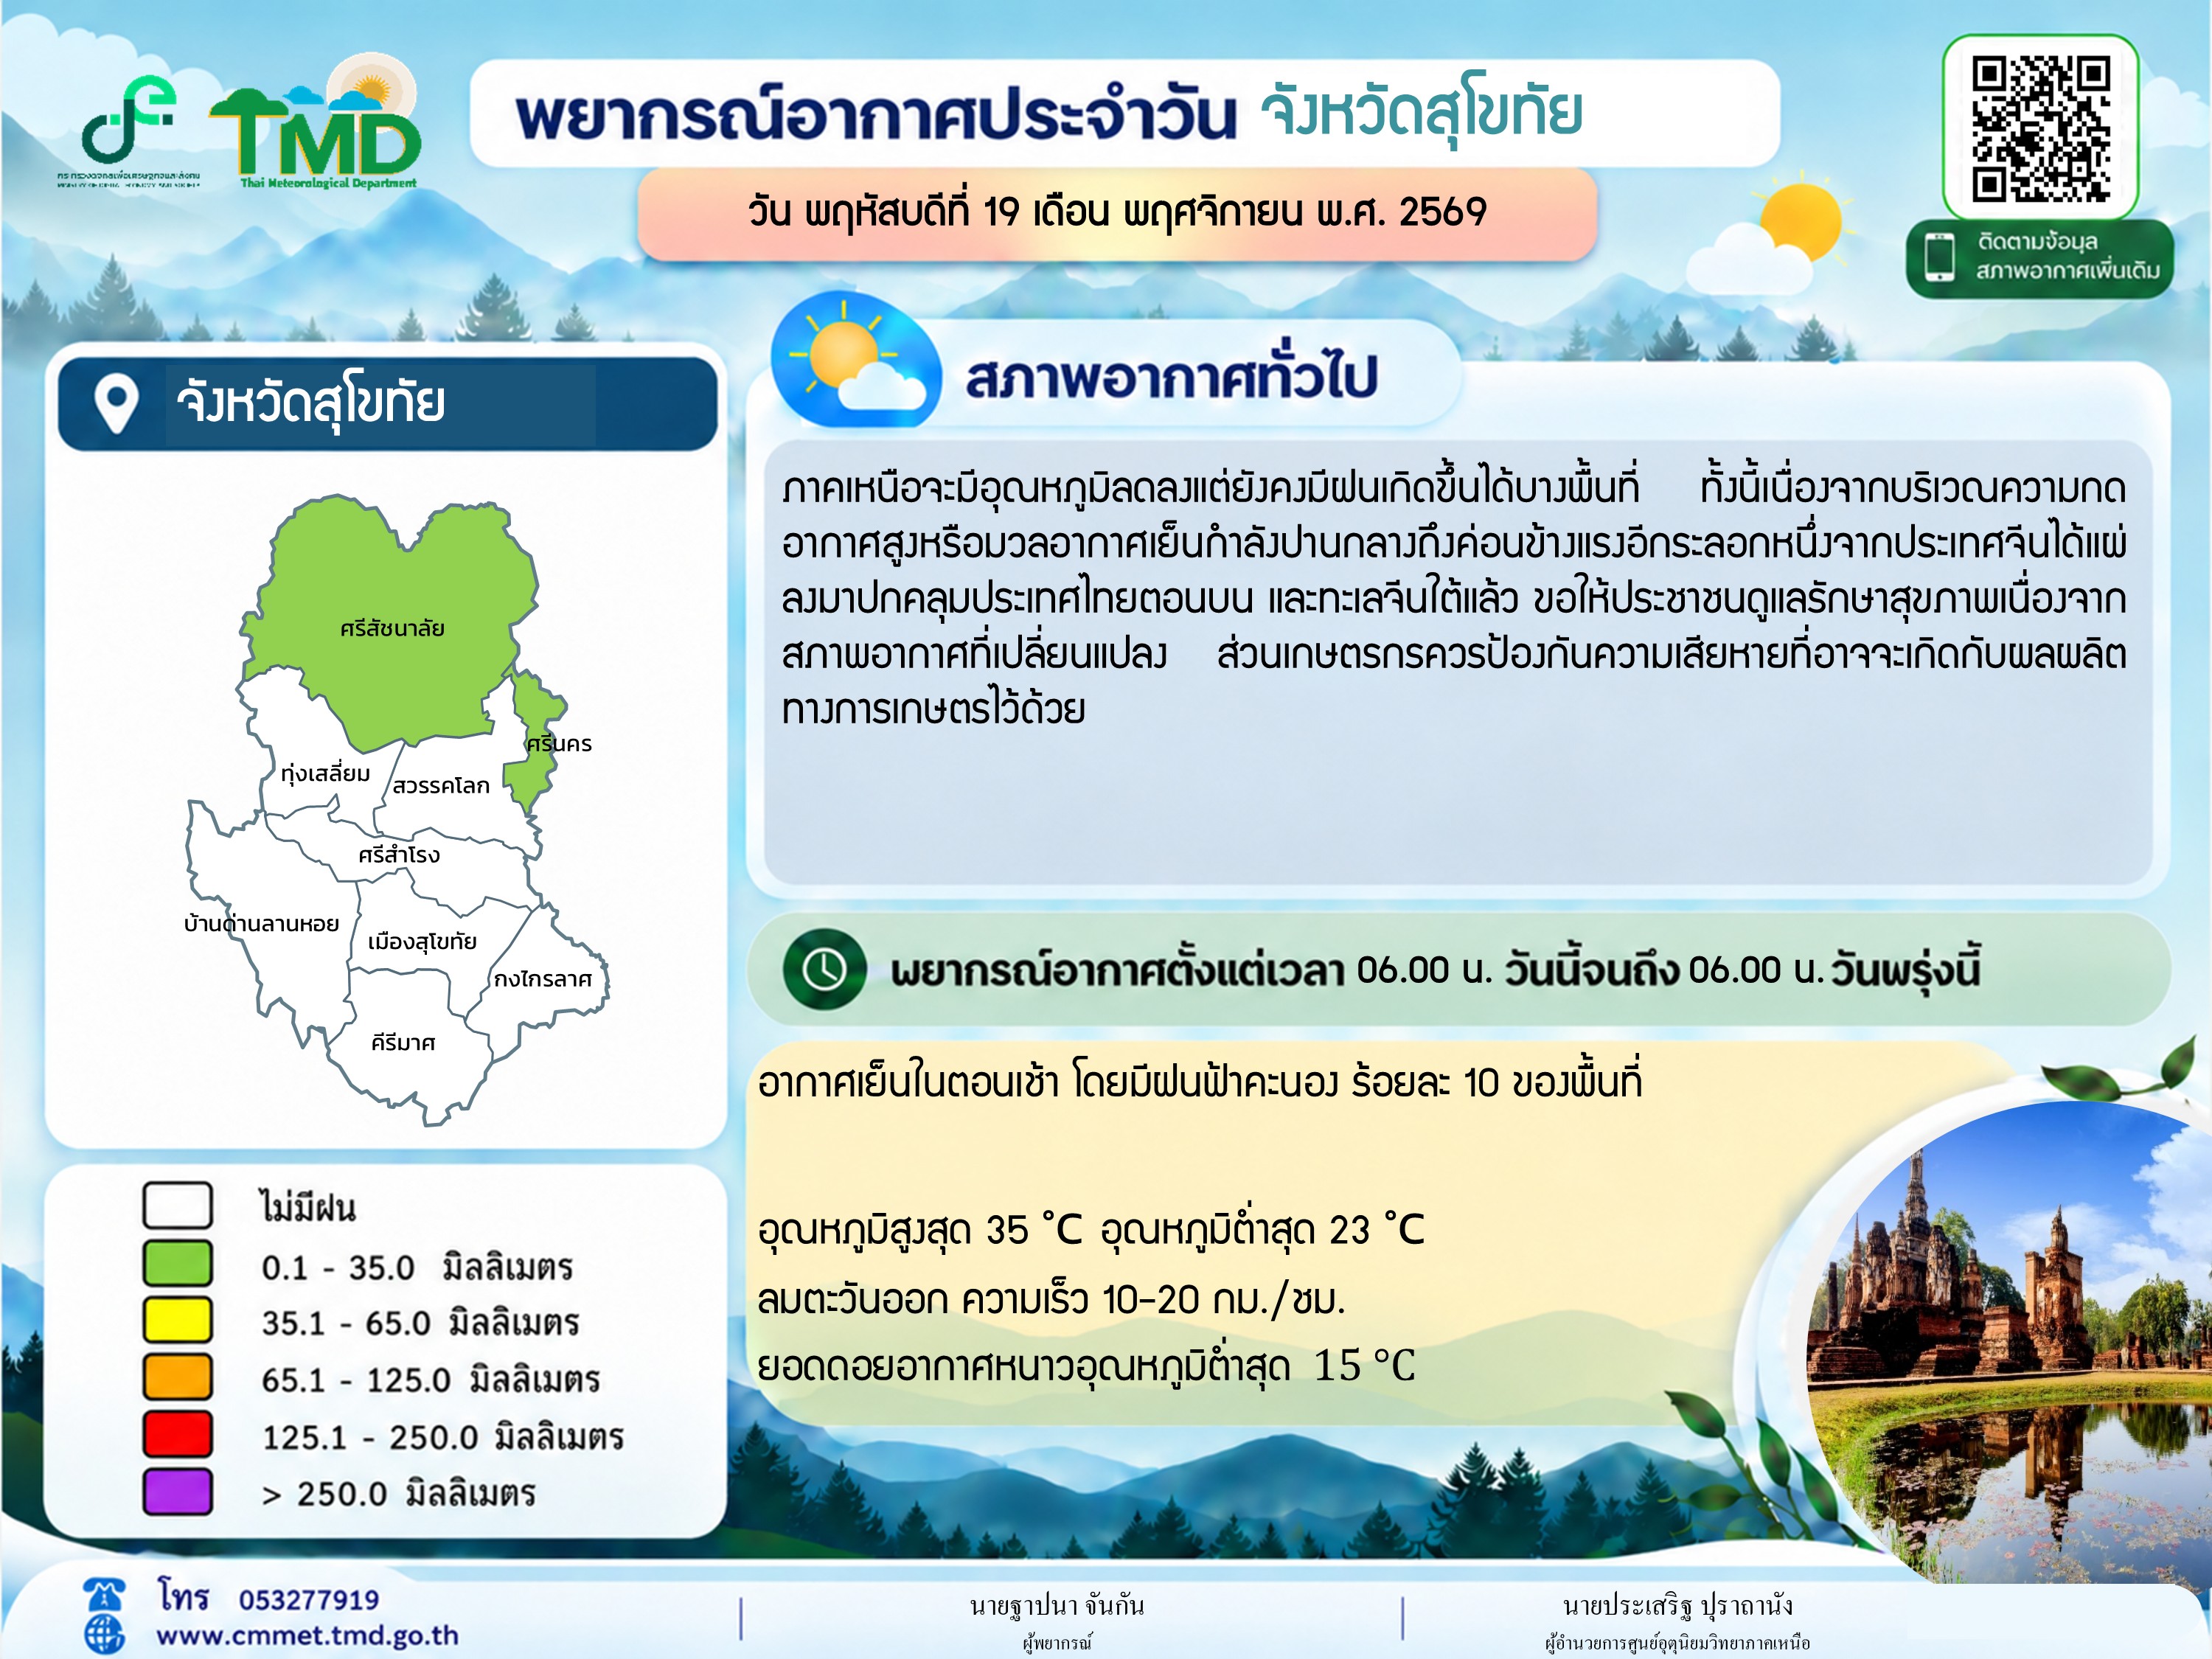 พยากรณ์อากาศประจำวัน จังหวัดสุโขทัย
TMD
Thai Meteorological Department
วัน พฤหัสบดีที่ 19 เดือน พฤศจิกายน พ.ศ. 2569
ติดตามข้อมูล
สภาพอากาศเพิ่มเติม
จังหวัดสุโขทัย
ศรีสัชนาลัย
ศรีนคร
ทุ่งเสลี่ยม
สวรรคโลก
ศรีสำโรง
บ้านด่านลานหอย
เมืองสุโขทัย
กงไกรลาศ
คีรีมาศ
ไม่มีฝน
0.1 - 35.0 มิลลิเมตร
35.1 - 65.0 มิลลิเมตร
65.1 - 125.0 มิลลิเมตร
125.1 - 250.0 มิลลิเมตร
> 250.0 มิลลิเมตร
สภาพอากาศทั่วไป
ภาคเหนือจะมีอุณหภูมิลดลงแต่ยังคงมีฝนเกิดขึ้นได้บางพื้นที่ ทั้งนี้เนื่องจากบริเวณความกด
อากาศสูงหรือมวลอากาศเย็นกำลังปานกลางถึงค่อนข้างแรงอีกระลอกหนึ่งจากประเทศจีนได้แผ่
ลงมาปกคลุมประเทศไทยตอนบน และทะเลจีนใต้แล้ว ขอให้ประชาชนดูแลรักษาสุขภาพเนื่องจาก
สภาพอากาศที่เปลี่ยนแปลง ส่วนเกษตรกรควรป้องกันความเสียหายที่อาจจะเกิดกับผลผลิต
ทางการเกษตรไว้ด้วย
พยากรณ์อากาศตั้งแต่เวลา 06.00 น. วันนี้จนถึง 06.00 น. วันพรุ่งนี้
อากาศเย็นในตอนเช้า โดยมีฝนฟ้าคะนอง ร้อยละ 10 ของพื้นที่
อุณหภูมิสูงสุด 35 °C อุณหภูมิต่ำสุด 23 °C
ลมตะวันออก ความเร็ว 10-20 กม./ชม.
ยอดดอยอากาศหนาวอุณหภูมิต่ำสุด 15 °C
โทร 053277919
www.cmmet.tmd.go.th
นายฐาปนา จันกัน
ผู้พยากรณ์
นายประเสริฐ ปุราถานัง
ผู้อำนวยการศูนย์อุตุนิยมวิทยาภาคเหนือ